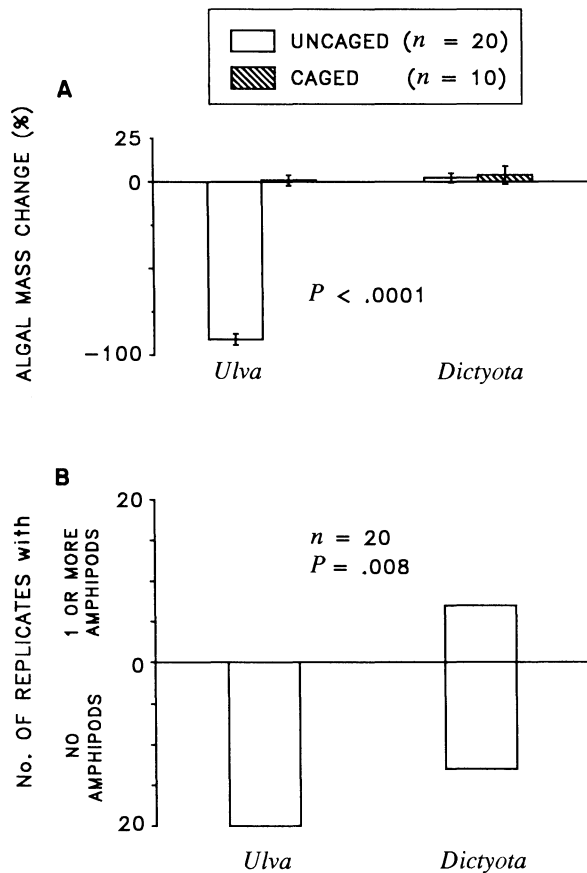 UNCAGED (n = 20)
CAGED (n = 10)
A
ALGAL MASS CHANGE (%)
25
0
-100
P < .0001
Ulva
Dictyota
B
No. OF REPLICATES with
1 OR MORE
AMPHIPODS
NO
AMPHIPODS
20
0
20
n = 20
P = .008
Ulva
Dictyota